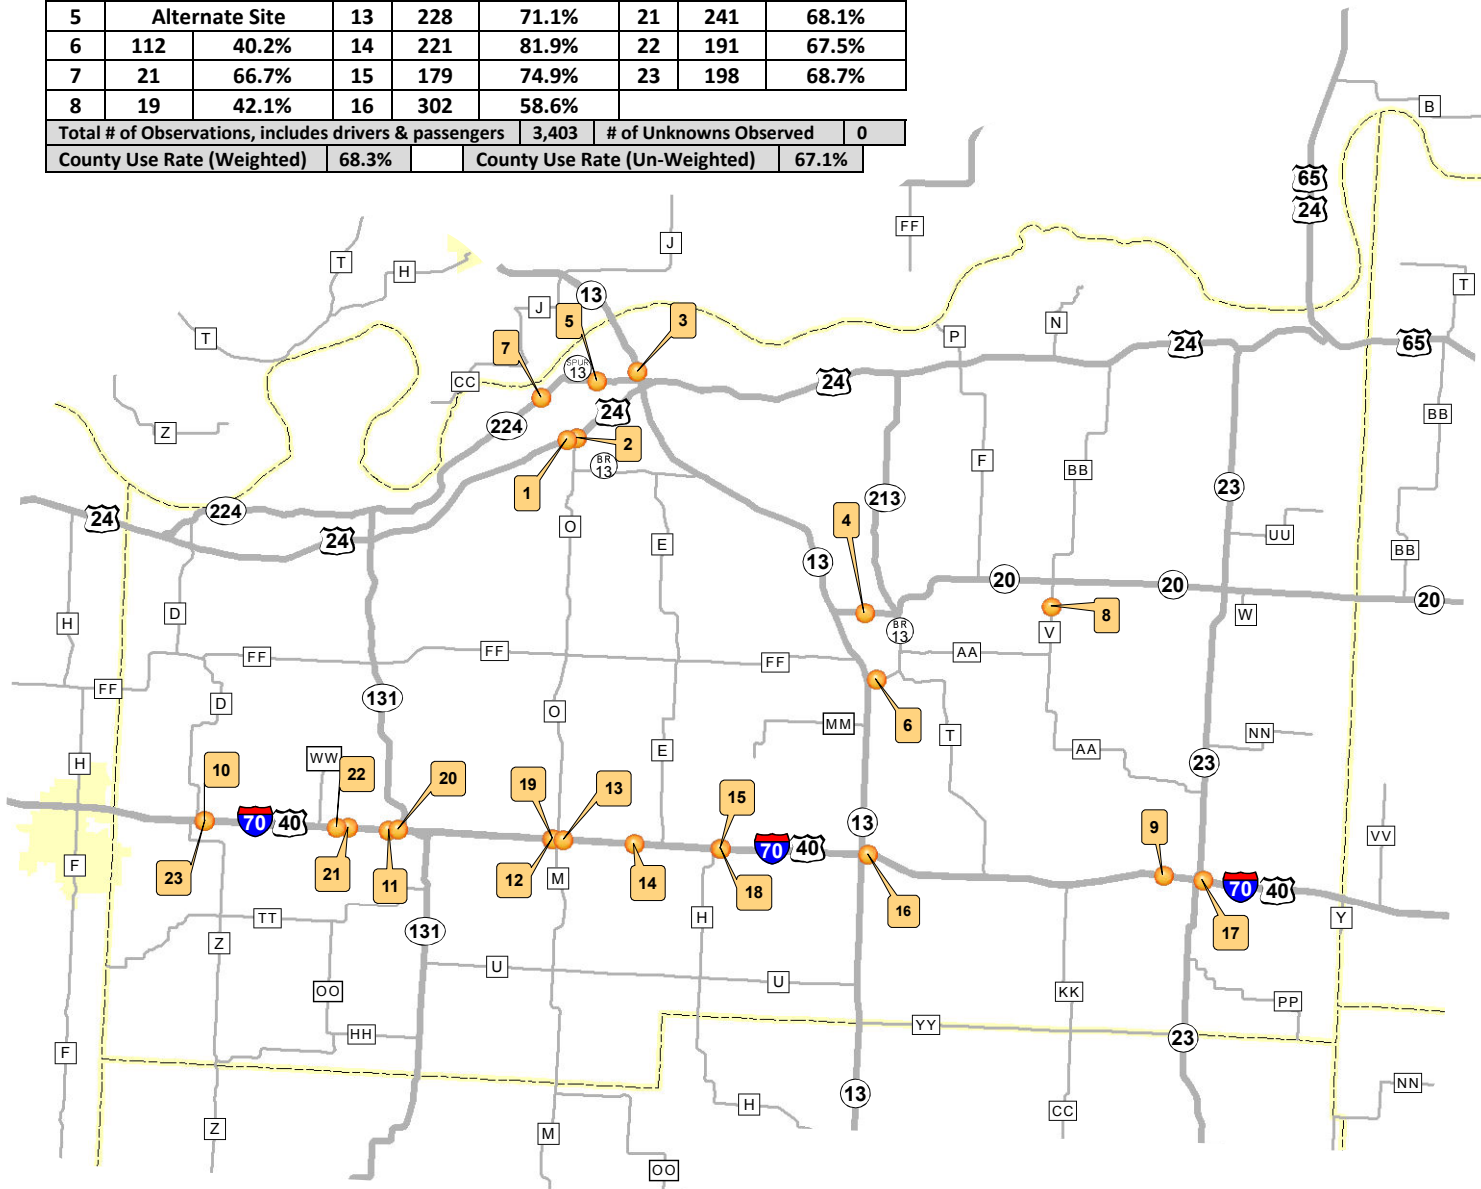 5 Alternate Site 13 228 71.1% 21 241 68.1%
6 112 40.2% 14 221 81.9% 22 191 67.5%
7 21 66.7% 15 179 74.9% 23 198 68.7%
8 19 42.1% 16 302 58.6%
Total # of Observations, includes drivers & passengers 3,403 # of Unknowns Observed 0
County Use Rate (Weighted) 68.3% County Use Rate (Un-Weighted) 67.1%
B
65
24
FF
J
T
H
T
13
J
5
3
T
N
P
24
65
7
SPUR
13
CC
24
24
BB
224
2
Z
BR
13
F
BB
1
23
213
224
24
4
O
UU
24
E
BB
13
20
20
20
H
D
8
W
BR
13
V
FF
FF
AA
FF
FF
131
D
O
6
MM
T
NN
E
AA
H
WW
10
22
20
23
19
13
15
70
40
13
9
VV
70
40
F
23
21
11
12
M
14
18
16
70
40
H
TT
131
17
Y
Z
U
U
OO
KK
PP
HH
YY
23
F
NN
13
H
CC
Z
M
OO